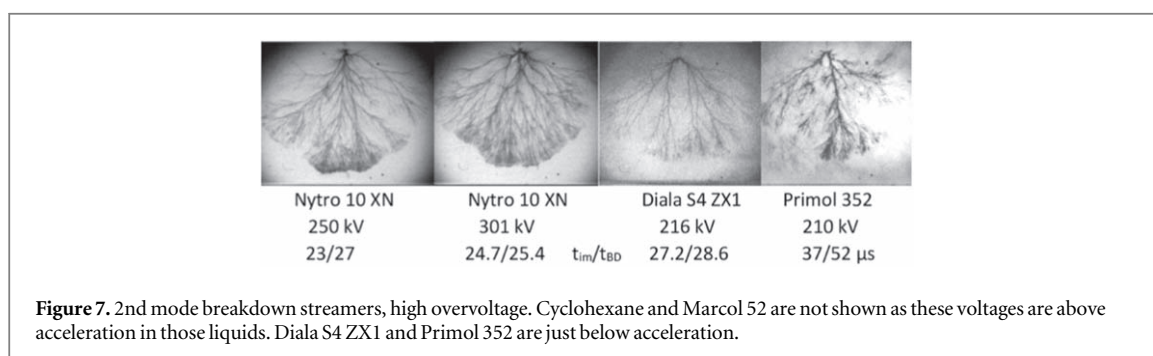 Nytro 10 XN Nytro 10 XN Diala S4 ZX1 Primol 352
250 kV 301 kV 216 kV 210 kV
23/27 24.7/25.4 tim/tBD 27.2/28.6 37/52 µs
Figure 7. 2nd mode breakdown streamers, high overvoltage. Cyclohexane and Marcol 52 are not shown as these voltages are above
acceleration in those liquids. Diala S4 ZX1 and Primol 352 are just below acceleration.